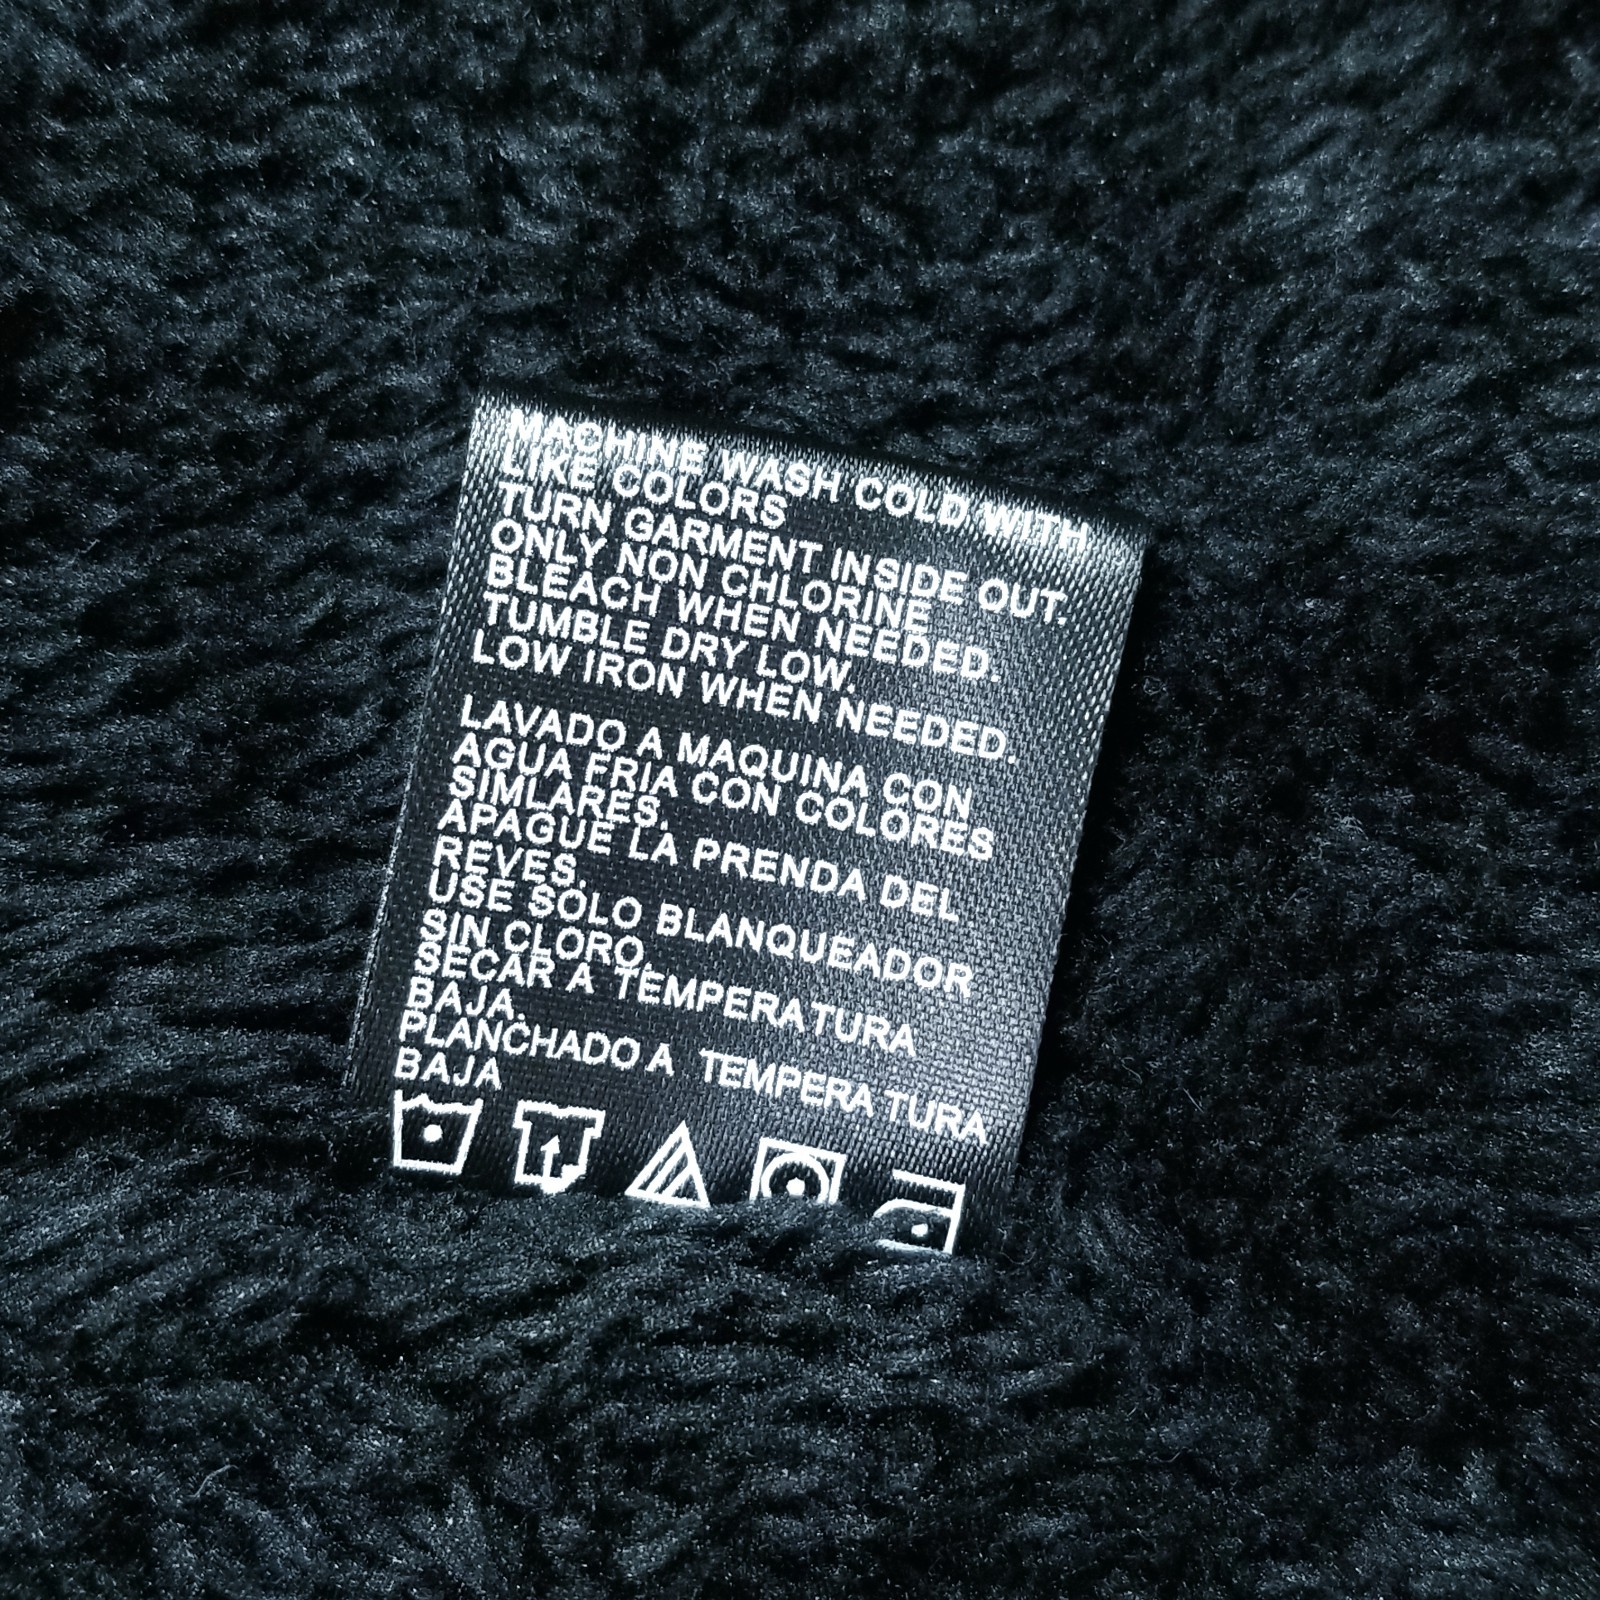 MACHINE WASH COLD WITH
LIKE COLORS
TURN GARMENT INSIDE OUT.
ONLY NON CHLORINE
BLEACH WHEN NEEDED.
TUMBLE DRY LOW.
LOW IRON WHEN NEEDED.
LAVADO A MAQUINA CON
AGUA FRIA CON COLORES
SIMLARES.
APAGUE LA PRENDA DEL
REVES.
USE SOLO BLANQUEADOR
SIN CLORO.
SECAR A TEMPERATURA
BAJA.
PLANCHADO A TEMPERATURA
BAJA